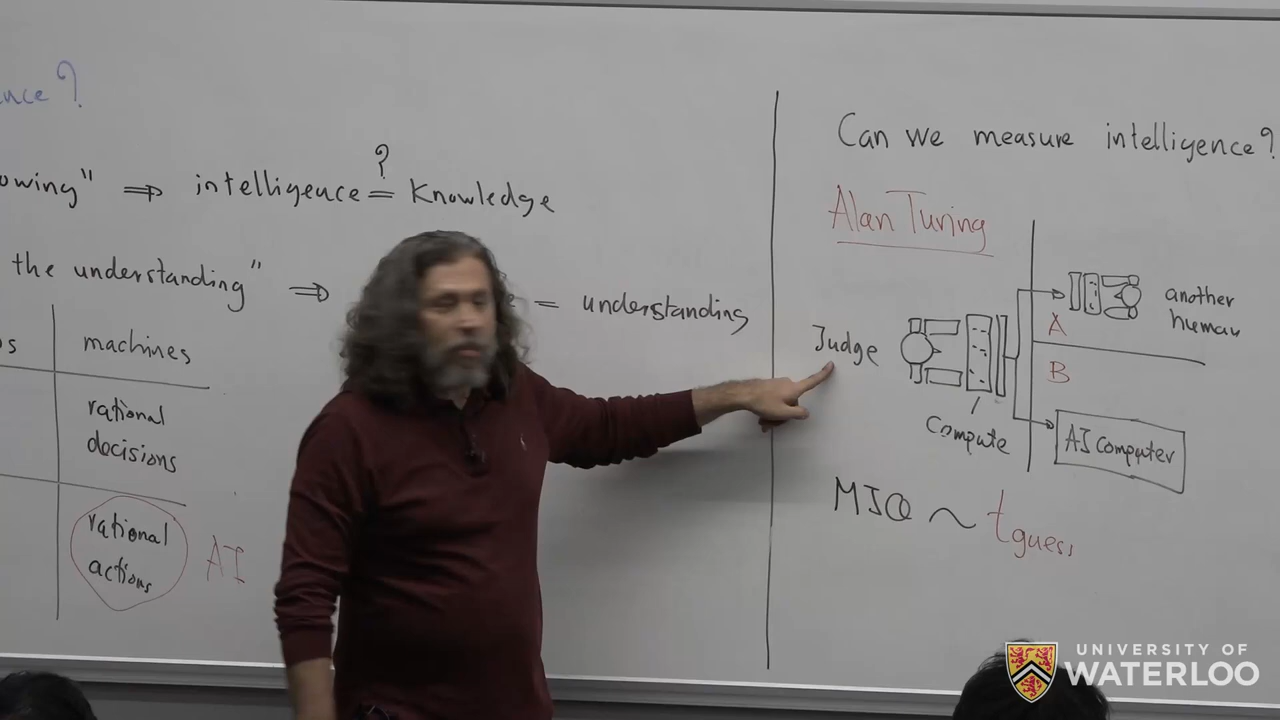 ence?
owing" ⇒ intelligence ?= Knowledge
the understanding" ⇒ = understanding
machines
rational
decisions
rational
actions
AI
Can we measure intelligence?
Alan Turing
Judge
Compute
A
B
another
human
AI computer
MIQ ~ tguess
UNIVERSITY OF
WATERLOO